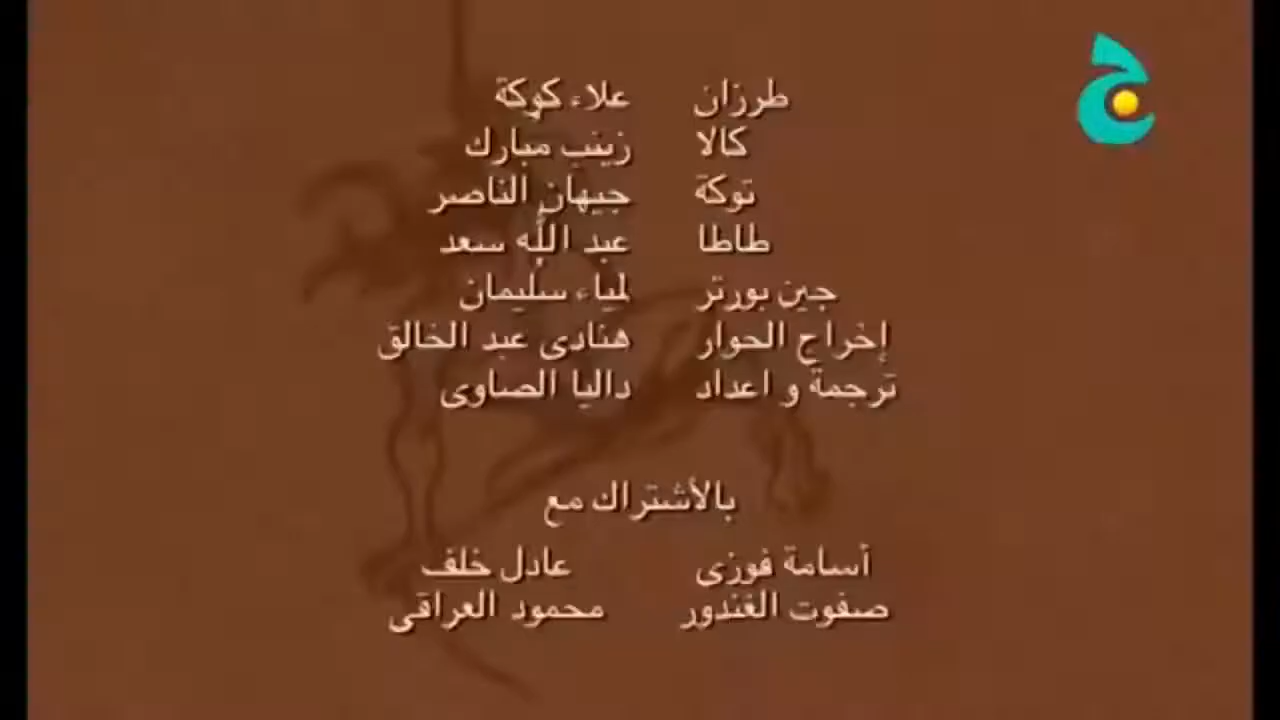 طرزان علاء كوكة
كالا زينب مبارك
توكة جيهان الناصر
طاطا عبد الله سعد
جين بورتر لمياء سليمان
إخراج الحوار هنادى عبد الخالق
ترجمة و اعداد داليا الصاوى
بالأشتراك مع
أسامة فوزى عادل خلف
صفوت الغندور محمود العراقى
ج